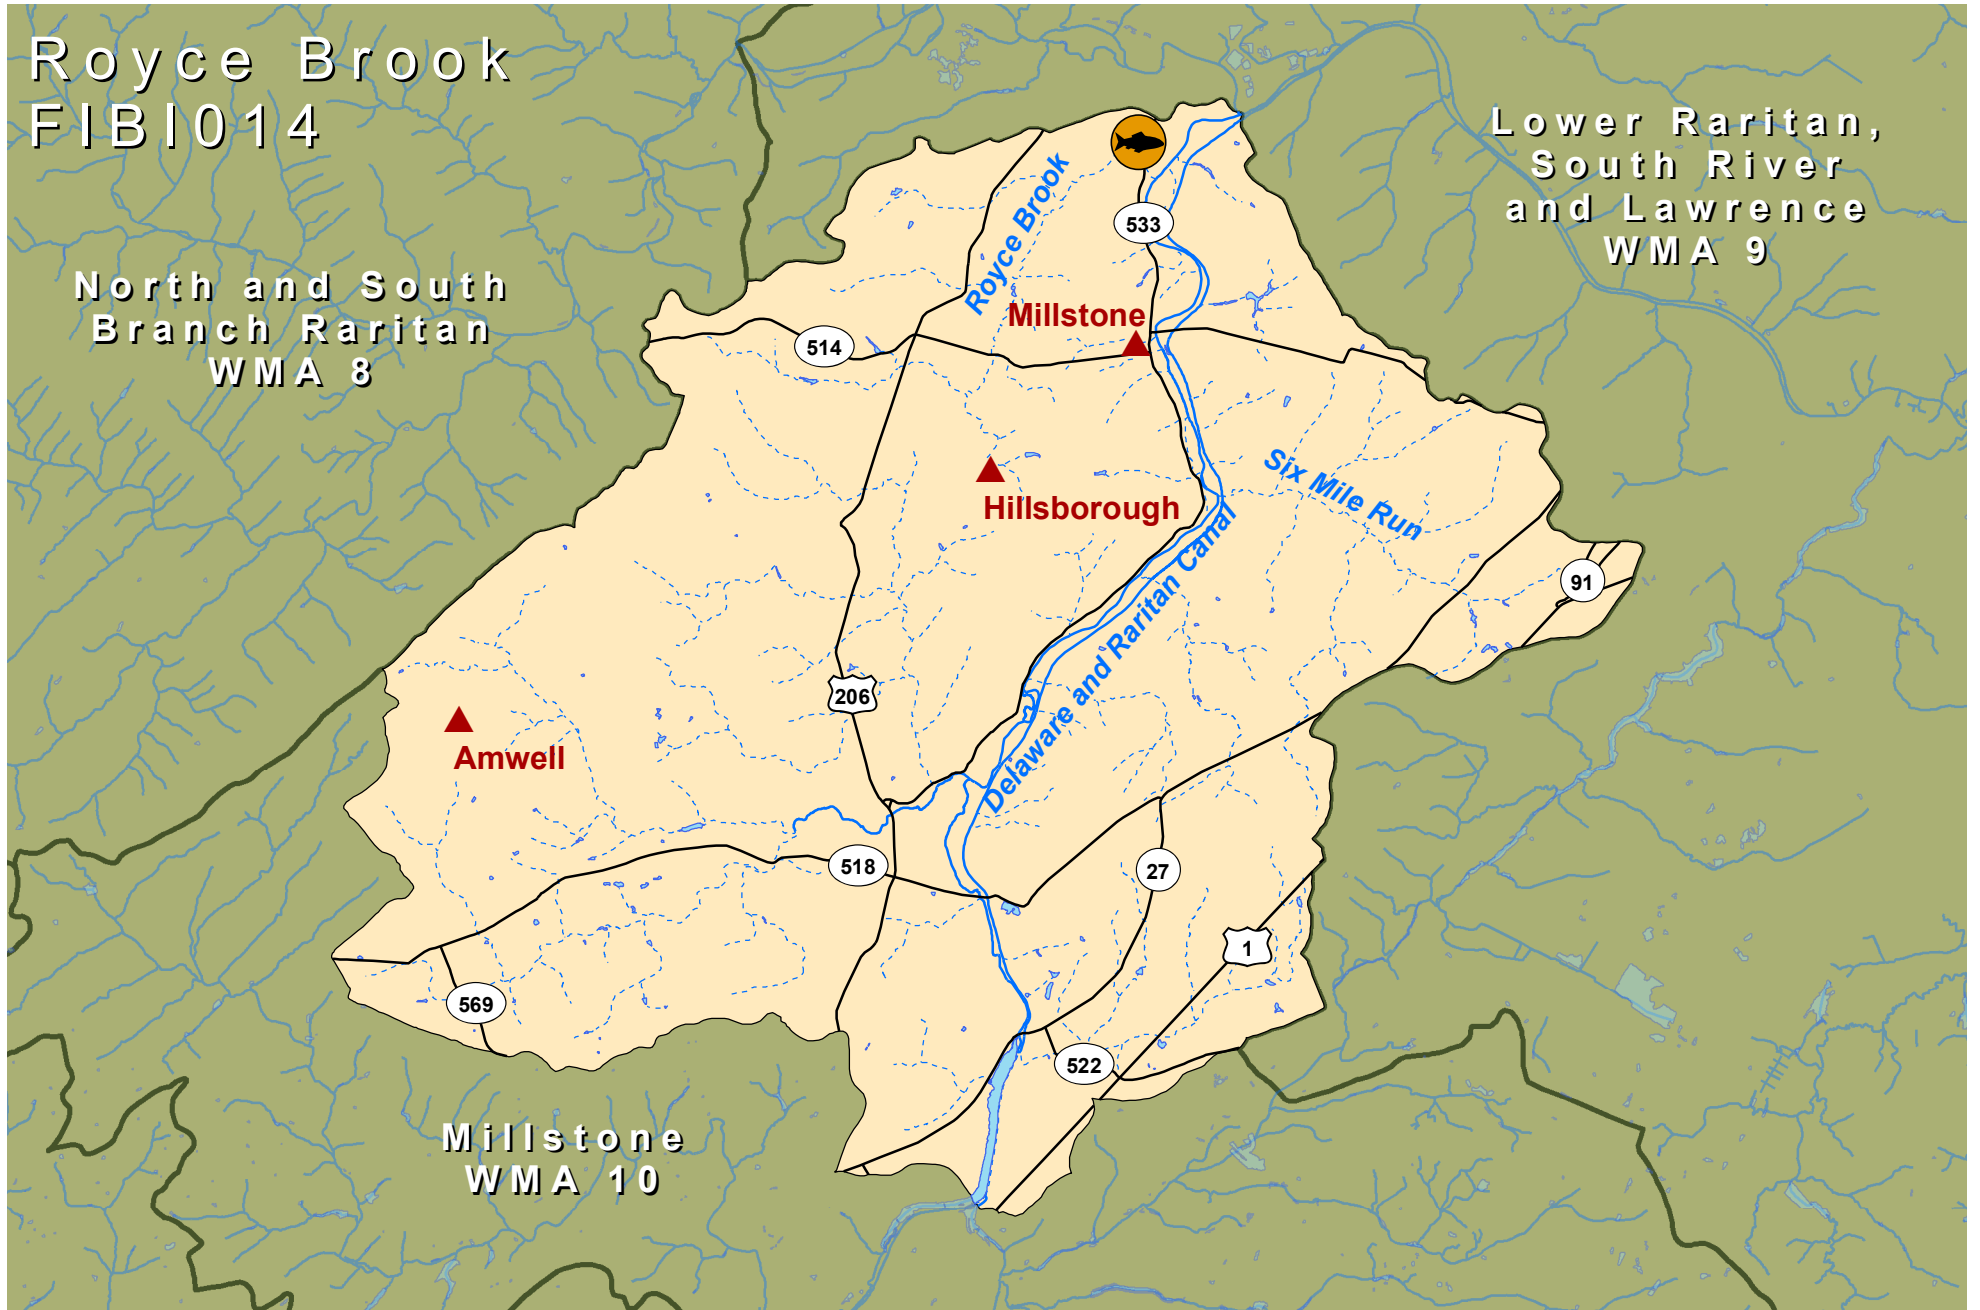 Royce Brook
FIBI014
Lower Raritan,
South River
and Lawrence
WMA 9
North and South
Branch Raritan
WMA 8
Royce Brook
533
Millstone
514
Hillsborough
Six Mile Run
Delaware and Raritan Canal
91
206
Amwell
518
27
1
569
522
Millstone
WMA 10